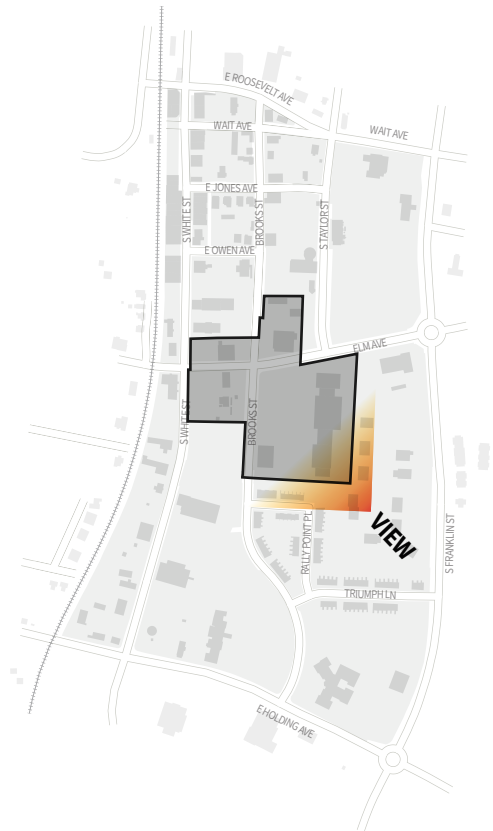 E ROOSEVELT AVE
WAIT AVE
WAIT AVE
E JONES AVE
S WHITE ST
BROOKS ST
S TAYLOR ST
E OWEN AVE
ELM AVE
S WHITE ST
BROOKS ST
VIEW
RALLY POINT PL
S FRANKLIN ST
TRIUMPH LN
E HOLDING AVE